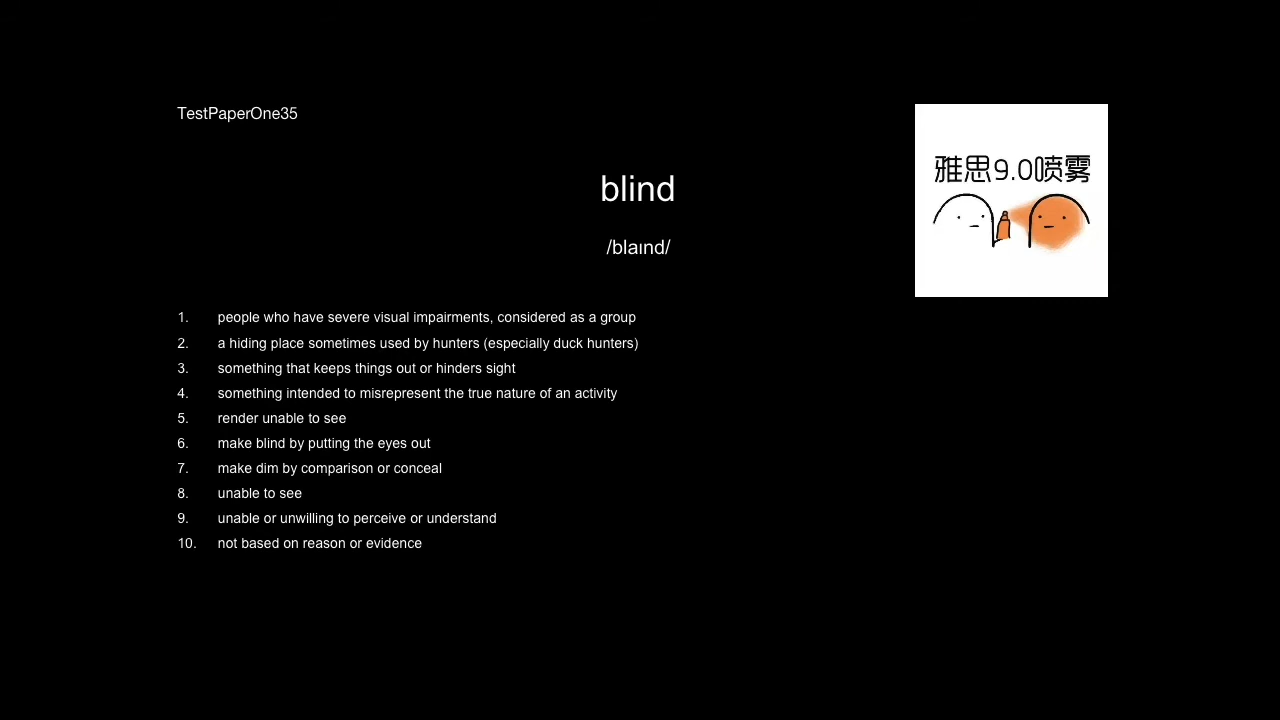 TestPaperOne35
雅思9.0喷雾
blind
/blaɪnd/
1. people who have severe visual impairments, considered as a group
2. a hiding place sometimes used by hunters (especially duck hunters)
3. something that keeps things out or hinders sight
4. something intended to misrepresent the true nature of an activity
5. render unable to see
6. make blind by putting the eyes out
7. make dim by comparison or conceal
8. unable to see
9. unable or unwilling to perceive or understand
10. not based on reason or evidence